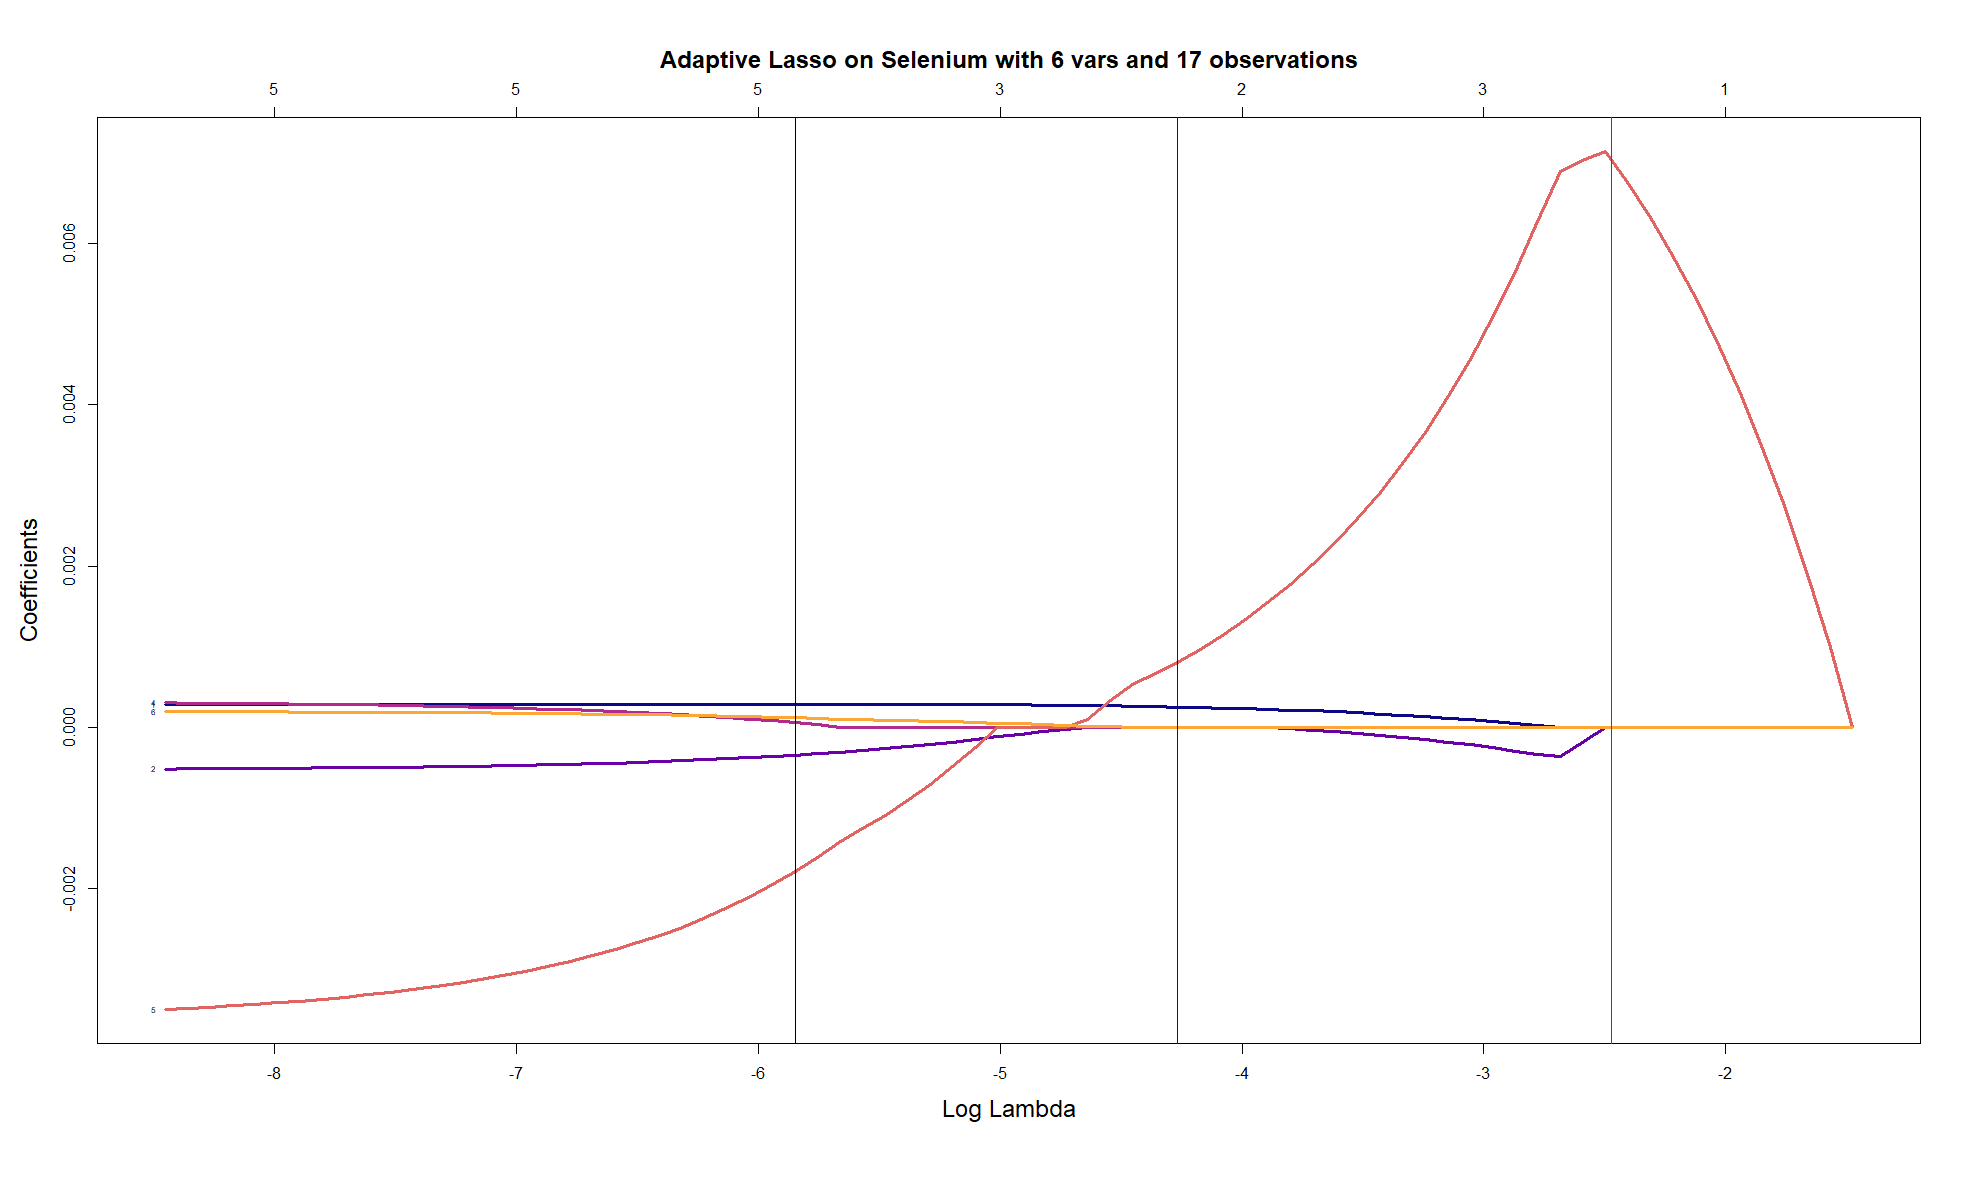 Adaptive Lasso on Selenium with 6 vars and 17 observations
5 5 5 3 2 3 1
0.006
0.004
0.002
0.000
-0.002
Coefficients
4
6
2
5
-8 -7 -6 -5 -4 -3 -2
Log Lambda